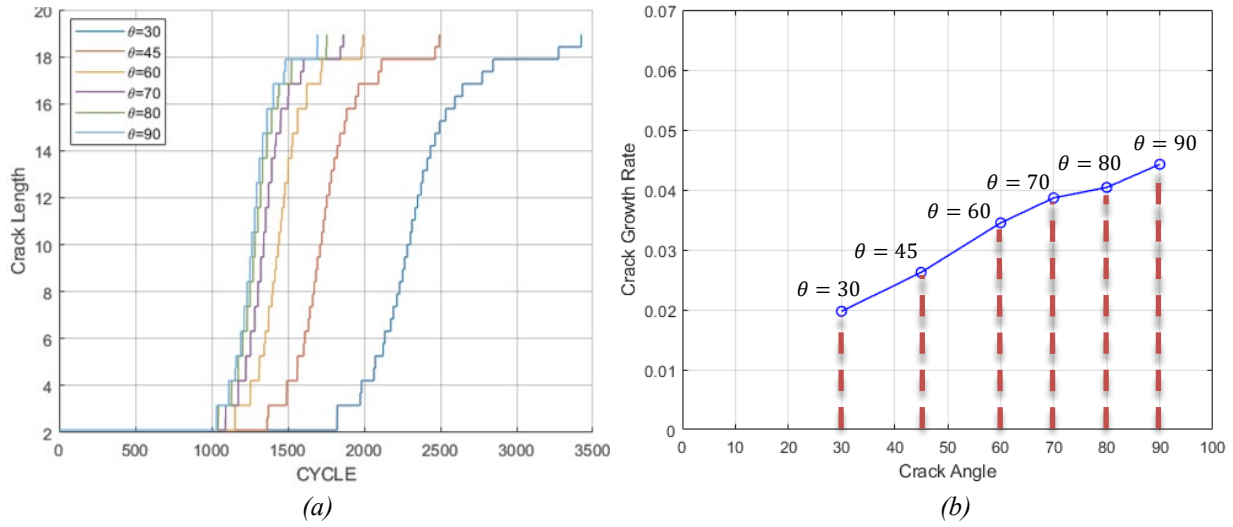 20
18
16
14
12
10
8
6
4
2
Crack Length
θ=30
θ=45
θ=60
θ=70
θ=80
θ=90
0 500 1000 1500 2000 2500 3000 3500
CYCLE
(a)
0.07
0.06
0.05
0.04
0.03
0.02
0.01
0
Crack Growth Rate
θ = 30
θ = 45
θ = 60
θ = 70
θ = 80
θ = 90
0 10 20 30 40 50 60 70 80 90 100
Crack Angle
(b)